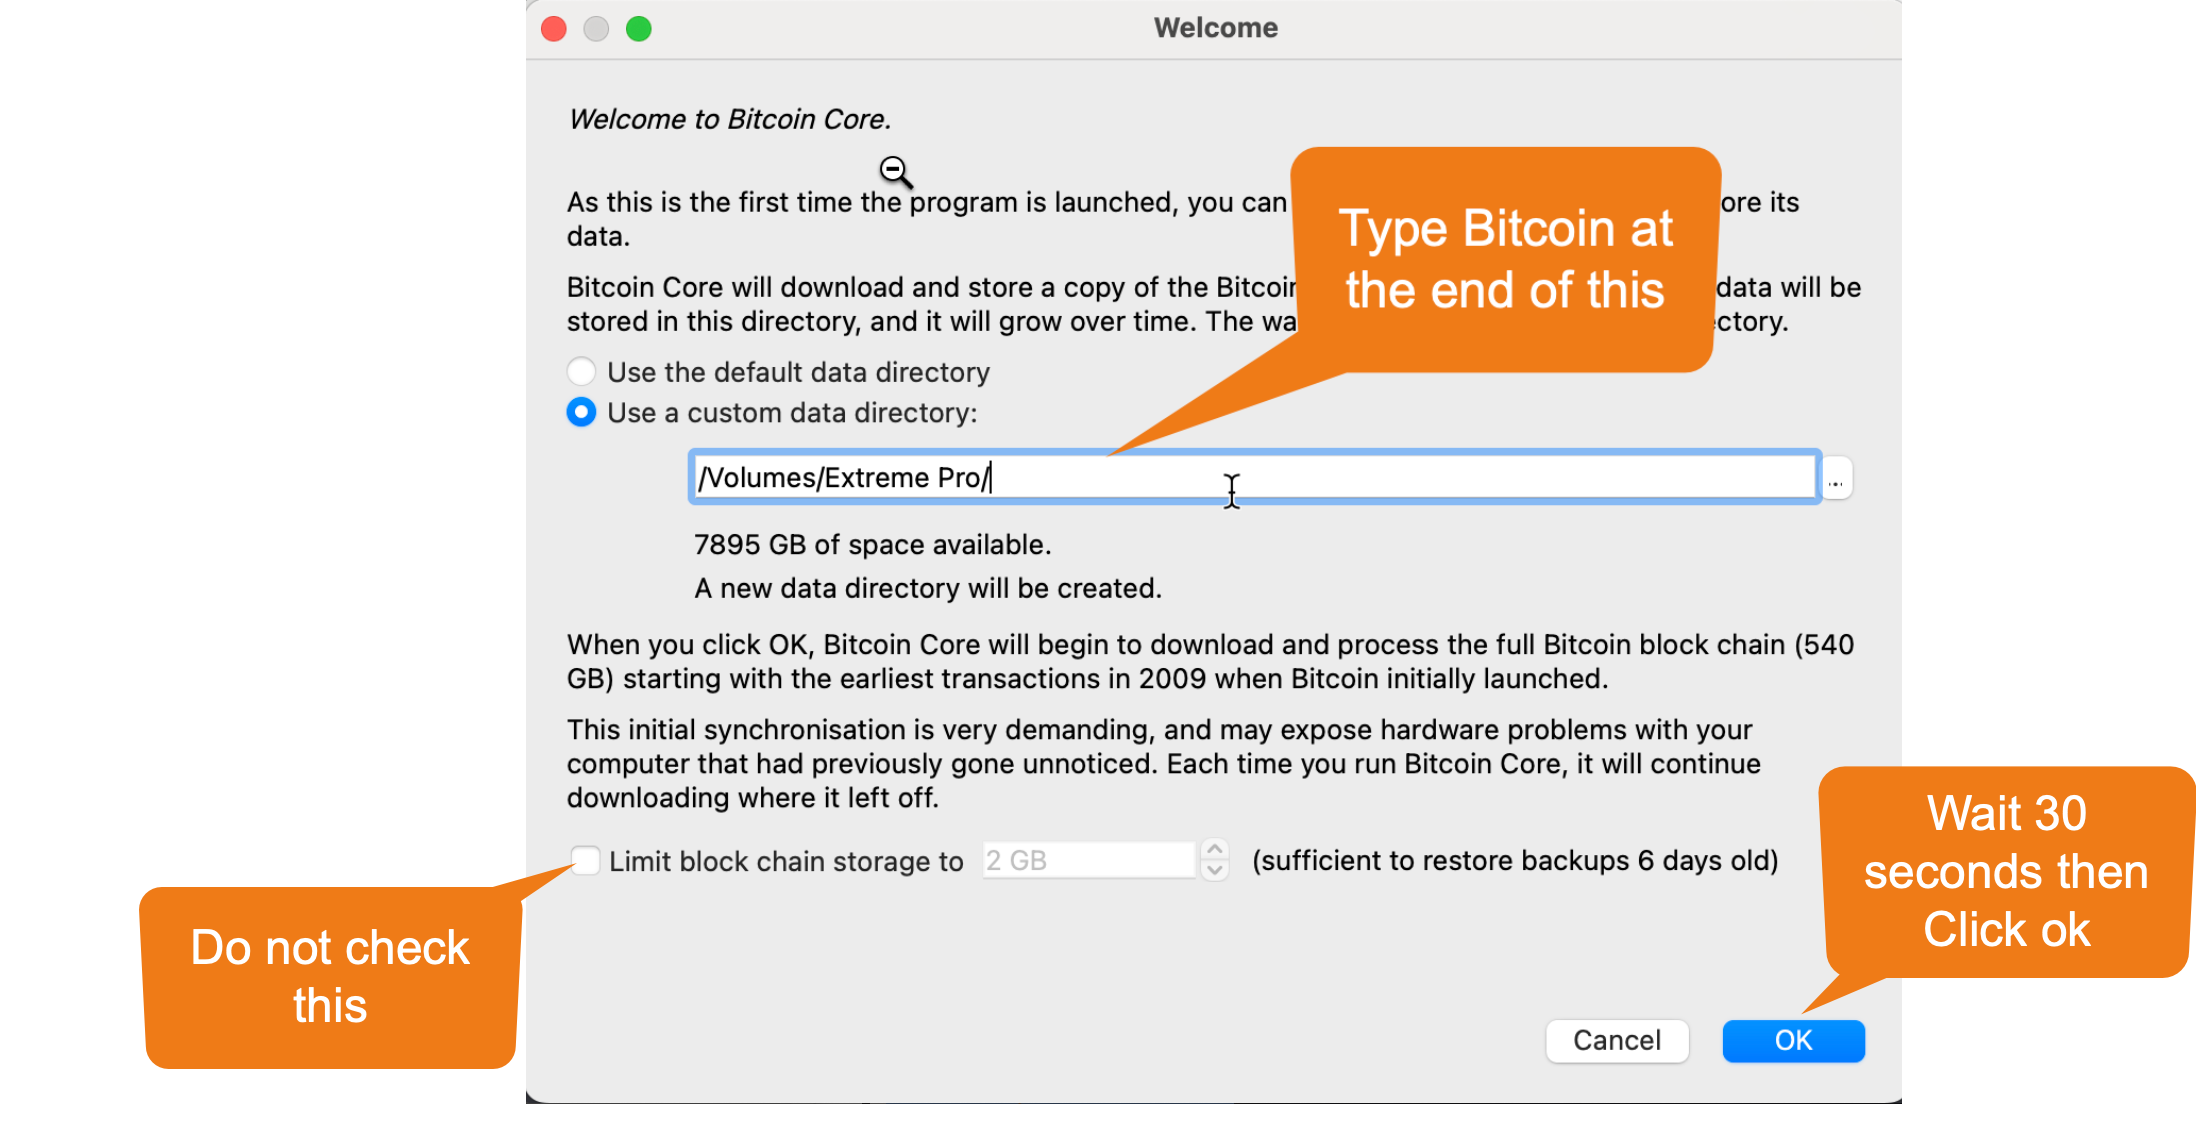 Welcome
Welcome to Bitcoin Core.
As this is the first time the program is launched, you can ore its
data.
Bitcoin Core will download and store a copy of the data will be
stored in this directory, and it will grow over time. The
Type Bitcoin at
the end of this
Use the default data directory
Use a custom data directory:
/Volumes/Extreme Pro/
...
7895 GB of space available.
A new data directory will be created.
When you click OK, Bitcoin Core will begin to download and process the full Bitcoin block chain (540
GB) starting with the earliest transactions in 2009 when Bitcoin initially launched.
This initial synchronisation is very demanding, and may expose hardware problems with your
computer that had previously gone unnoticed. Each time you run Bitcoin Core, it will continue
downloading where it left off.
Limit block chain storage to 2 GB (sufficient to restore backups 6 days old)
Do not check
this
Wait 30
seconds then
Click ok
Cancel
OK